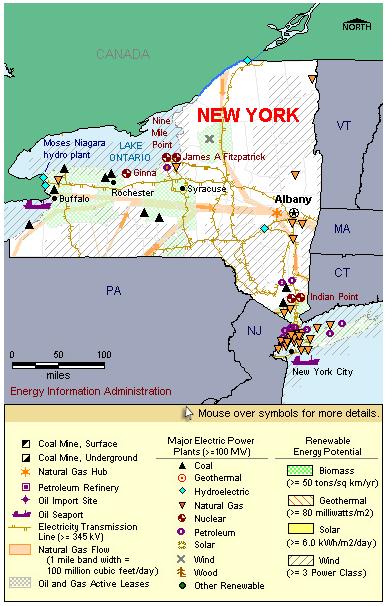 NORTH
CANADA
NEW YORK
Nine
Mile
Point
VT
Moses Niagara
hydro plant
LAKE
ONTARIO
James A Fitzpatrick
Ginna
Rochester
Syracuse
Buffalo
Albany
MA
CT
PA
Indian Point
NJ
0 50 100
miles
New York City
Energy Information Administration
Mouse over symbols for more details.
Coal Mine, Surface
Coal Mine, Underground
Natural Gas Hub
Petroleum Refinery
Oil Import Site
Oil Seaport
Electricity Transmission
Line (>= 345 kV)
Natural Gas Flow
(1 mile band width =
100 million cubic feet/day)
Oil and Gas Active Leases
Major Electric Power
Plants (>=100 MW)
Coal
Geothermal
Hydroelectric
Natural Gas
Nuclear
Petroleum
Solar
Wind
Wood
Other Renewable
Renewable
Energy Potential
Biomass
(>= 50 tons/sq km/yr)
Geothermal
(>= 80 milliwatts/m2)
Solar
(>= 6.0 kWh/m2/day)
Wind
(>= 3 Power Class)